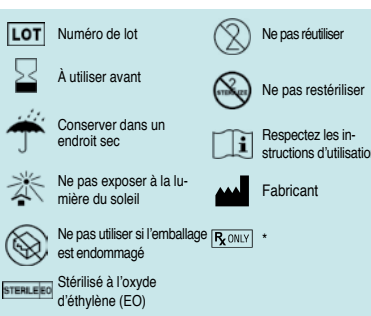 LOT Numéro de lot
À utiliser avant
Conserver dans un
endroit sec
Ne pas exposer à la lu-
mière du soleil
Ne pas utiliser si l'emballage
est endommagé
STERILE EO Stérilisé à l'oxyde
d'éthylène (EO)
2 Ne pas réutiliser
2 STERILIZE Ne pas restériliser
i Respectez les in-
structions d'utilisatio
Fabricant
Rx ONLY *